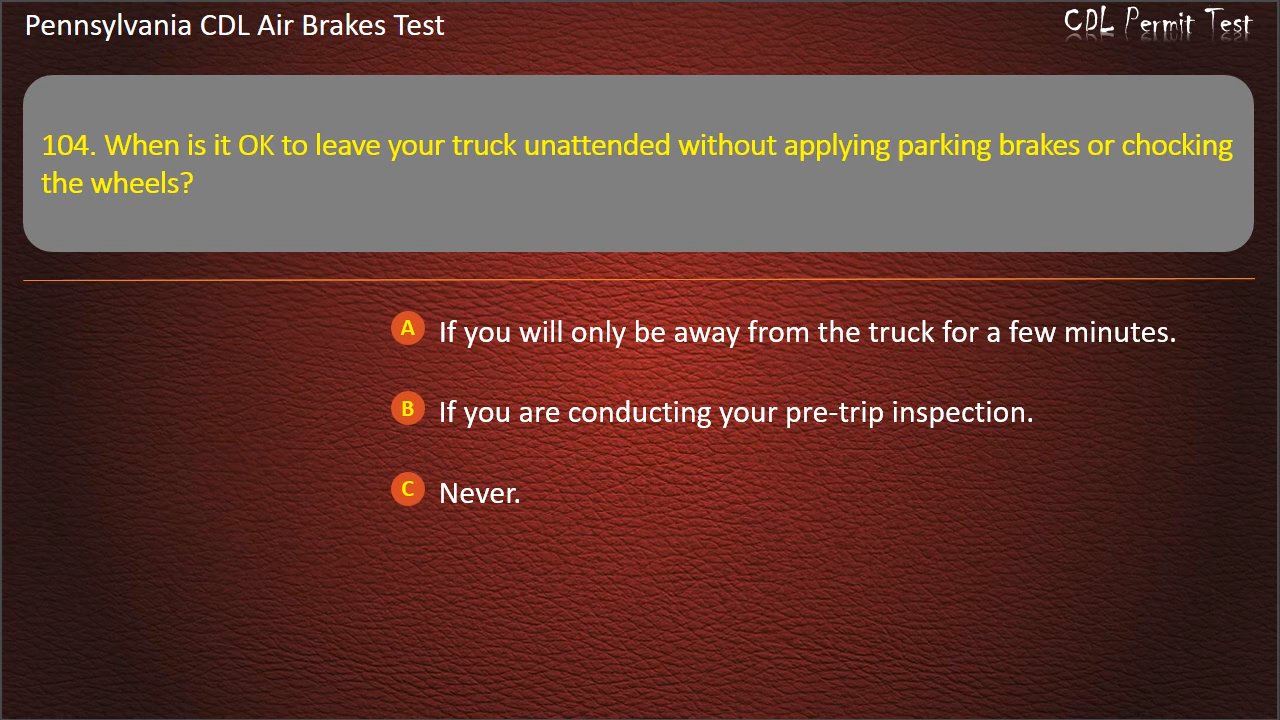 Pennsylvania CDL Air Brakes Test
CDL Permit Test
104. When is it OK to leave your truck unattended without applying parking brakes or chocking
the wheels?
A If you will only be away from the truck for a few minutes.
B If you are conducting your pre-trip inspection.
C Never.